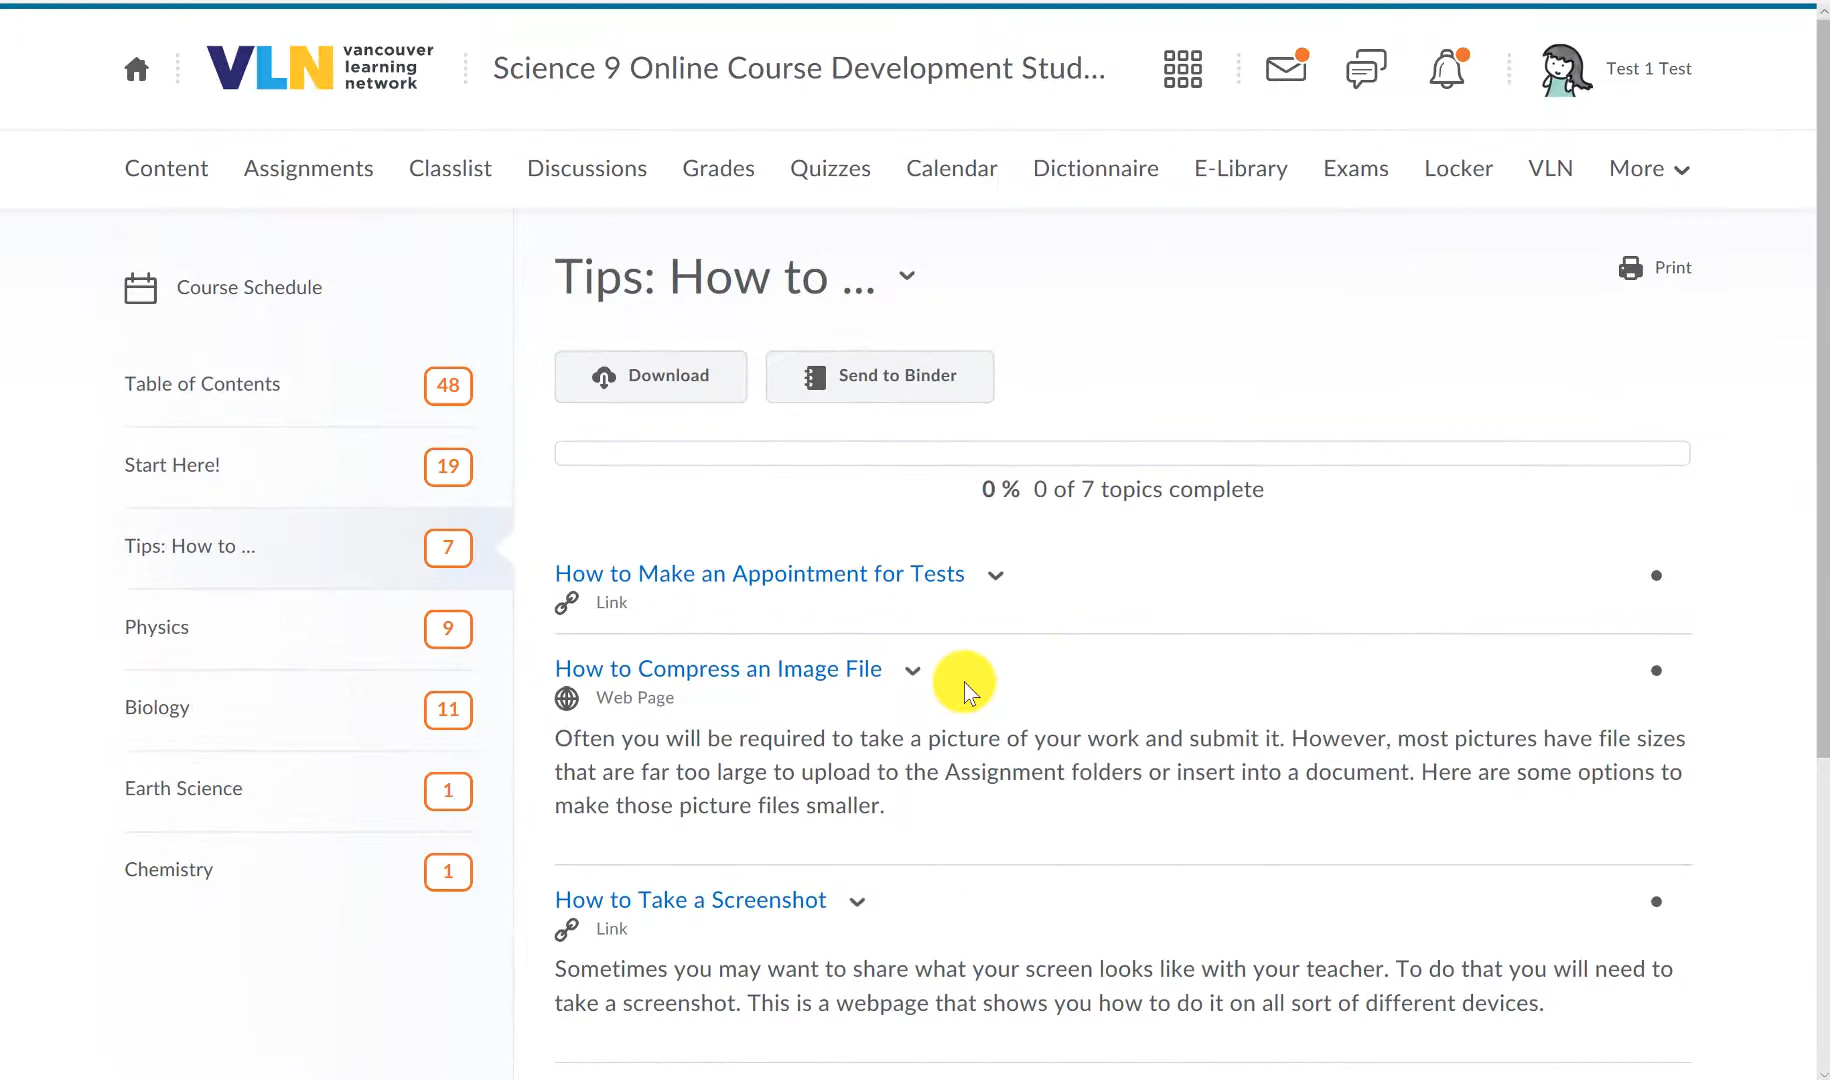 VLN vancouver learning network
Science 9 Online Course Development Stud...
Test 1 Test
Content Assignments Classlist Discussions Grades Quizzes Calendar Dictionnaire E-Library Exams Locker VLN More
Course Schedule
Table of Contents 48
Start Here! 19
Tips: How to ... 7
Physics 9
Biology 11
Earth Science 1
Chemistry 1
Tips: How to ...
Print
Download Send to Binder
0 % 0 of 7 topics complete
How to Make an Appointment for Tests
Link
How to Compress an Image File
Web Page
Often you will be required to take a picture of your work and submit it. However, most pictures have file sizes
that are far too large to upload to the Assignment folders or insert into a document. Here are some options to
make those picture files smaller.
How to Take a Screenshot
Link
Sometimes you may want to share what your screen looks like with your teacher. To do that you will need to
take a screenshot. This is a webpage that shows you how to do it on all sort of different devices.